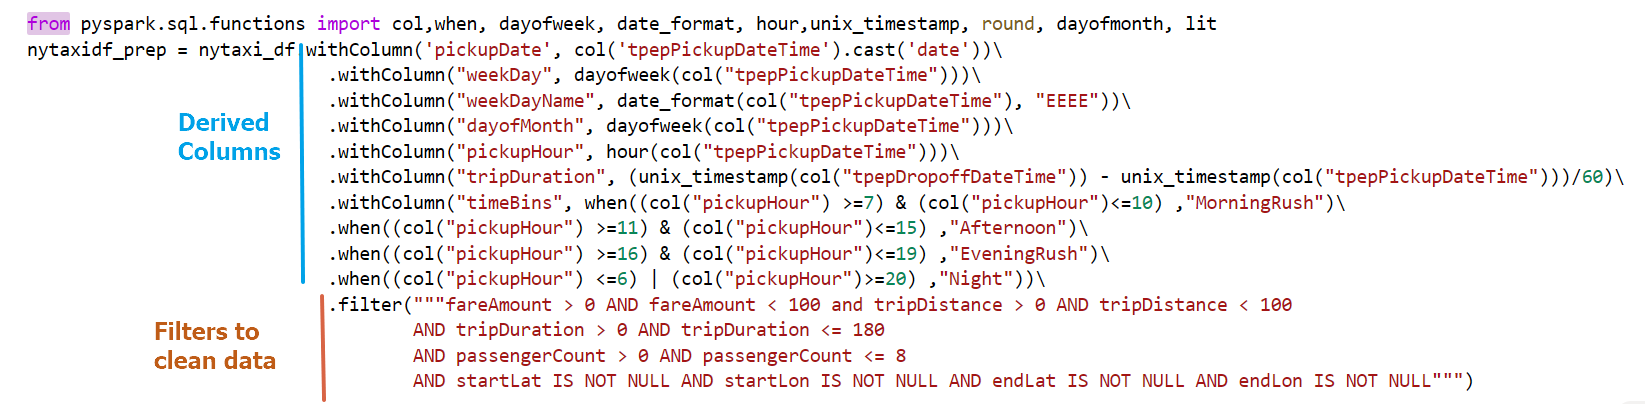 from pyspark.sql.functions import col,when, dayofweek, date_format, hour,unix_timestamp, round, dayofmonth, lit
nytaxidf_prep = nytaxi_df withColumn('pickupDate', col('tpepPickupDateTime').cast('date'))\
.withColumn("weekDay", dayofweek(col("tpepPickupDateTime")))\
.withColumn("weekDayName", date_format(col("tpepPickupDateTime"), "EEEE"))\
.withColumn("dayofMonth", dayofweek(col("tpepPickupDateTime")))\
.withColumn("pickupHour", hour(col("tpepPickupDateTime")))\
.withColumn("tripDuration", (unix_timestamp(col("tpepDropoffDateTime")) - unix_timestamp(col("tpepPickupDateTime")))/60)\
.withColumn("timeBins", when((col("pickupHour") >=7) & (col("pickupHour")<=10) ,"MorningRush")\
.when((col("pickupHour") >=11) & (col("pickupHour")<=15) ,"Afternoon")\
.when((col("pickupHour") >=16) & (col("pickupHour")<=19) ,"EveningRush")\
.when((col("pickupHour") <=6) | (col("pickupHour")>=20) ,"Night"))\
.filter("""fareAmount > 0 AND fareAmount < 100 and tripDistance > 0 AND tripDistance < 100
AND tripDuration > 0 AND tripDuration <= 180
AND passengerCount > 0 AND passengerCount <= 8
AND startLat IS NOT NULL AND startLon IS NOT NULL AND endLat IS NOT NULL AND endLon IS NOT NULL""")
Derived
Columns
Filters to
clean data